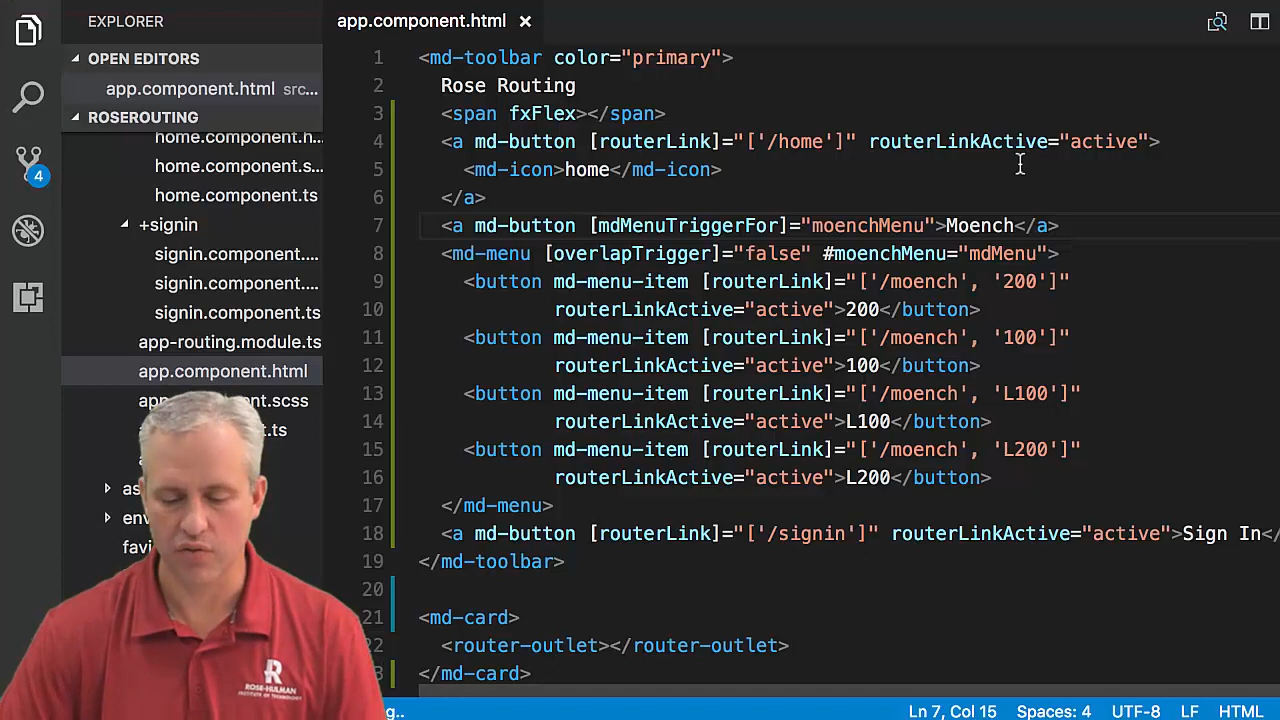 EXPLORER
OPEN EDITORS
app.component.html src...
ROSEROUTING
home.component.h...
home.component.s...
home.component.ts
+signin
signin.component....
signin.component....
signin.component.ts
app-routing.module.ts
app.component.html
4
app.component.html ×
1 <md-toolbar color="primary">
2 Rose Routing
3 <span fxFlex></span>
4 <a md-button [routerLink]="['/home']" routerLinkActive="active">
5 <md-icon>home</md-icon>
6 </a>
7 <a md-button [mdMenuTriggerFor]="moenchMenu">Moench</a>
8 <md-menu [overlapTrigger]="false" #moenchMenu="mdMenu">
9 <button md-menu-item [routerLink]="['/moench', '200']"
10 routerLinkActive="active">200</button>
11 <button md-menu-item [routerLink]="['/moench', '100']"
12 routerLinkActive="active">100</button>
13 <button md-menu-item [routerLink]="['/moench', 'L100']"
14 routerLinkActive="active">L100</button>
15 <button md-menu-item [routerLink]="['/moench', 'L200']"
16 routerLinkActive="active">L200</button>
17 </md-menu>
18 <a md-button [routerLink]="['/signin']" routerLinkActive="active">Sign In</
19 </md-toolbar>
20
21 <md-card>
22 <router-outlet></router-outlet>
</md-card>
Ln 7, Col 15 Spaces: 4 UTF-8 LF HTML
ROSE-HULMAN
INSTITUTE OF TECHNOLOGY